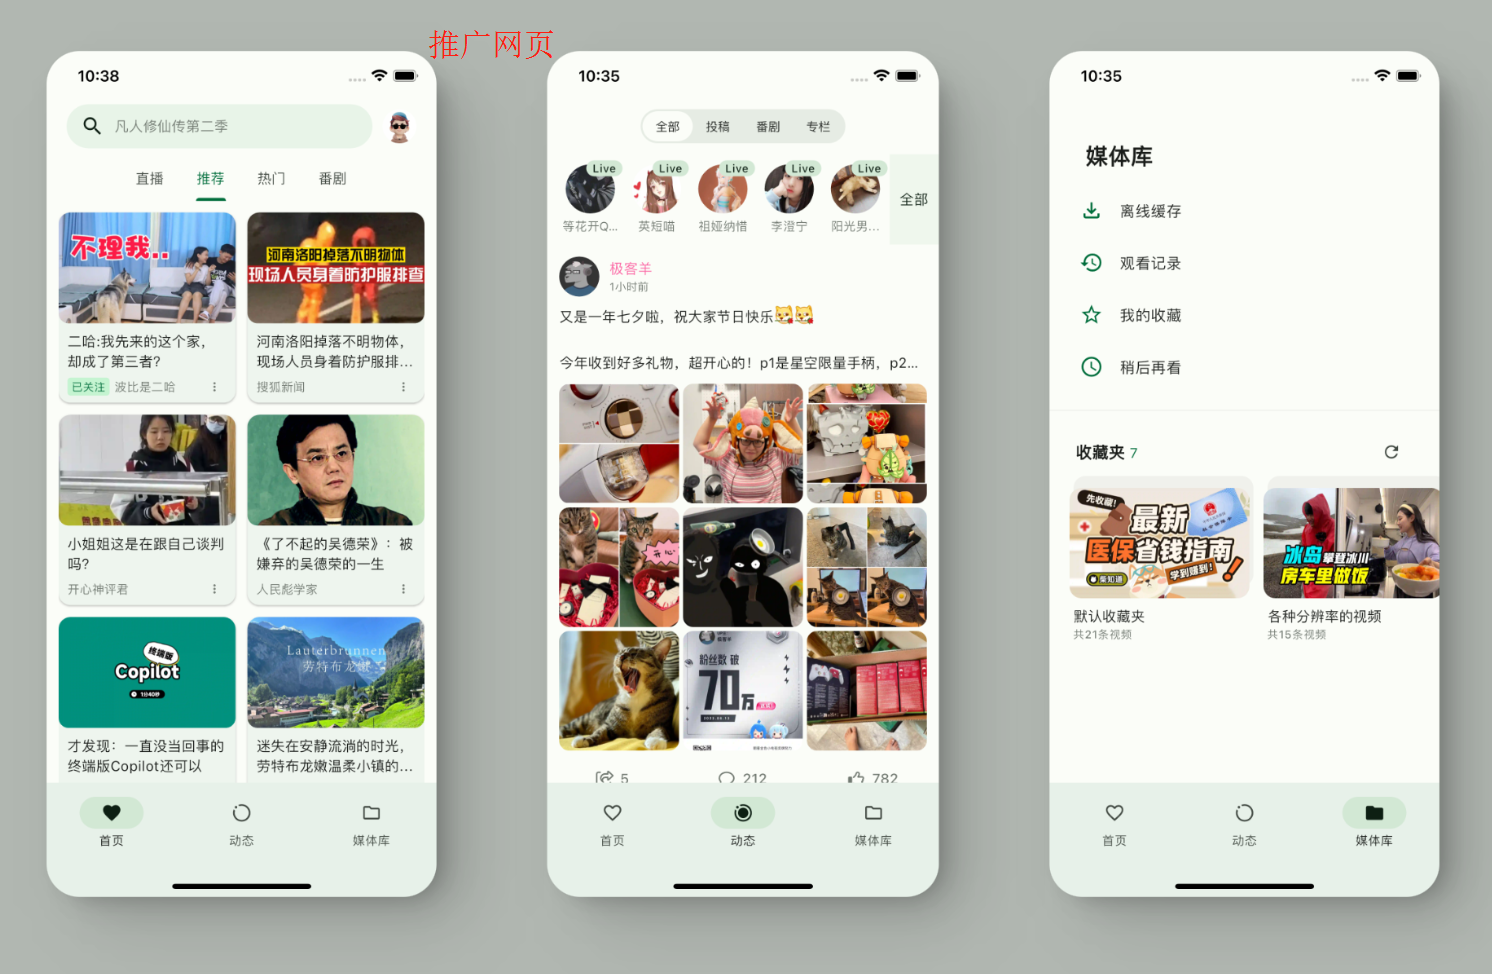 推广网页
10:38
凡人修仙传第二季
直播
推荐
热门
番剧
不理我..
二哈:我先来的这个家,
却成了第三者?
已关注 波比是二哈
河南洛阳掉落不明物体
现场人员身着防护服排查
河南洛阳掉落不明物体,
现场人员身着防护服排...
搜狐新闻
小姐姐这是在跟自己谈判
吗?
开心神评君
《了不起的吴德荣》:被
嫌弃的吴德荣的一生
人民彪学家
终端版
Copilot
1分40秒
才发现:一直没当回事的
终端版Copilot还可以
Lauterbrunnen
劳特布龙嫩
迷失在安静流淌的时光,
劳特布龙嫩温柔小镇的...
首页
动态
媒体库
10:35
全部
投稿
番剧
专栏
Live
Live
Live
Live
Live
等花开Q...
英短喵
祖娅纳惜
李澄宁
阳光男...
全部
极客羊
1小时前
又是一年七夕啦,祝大家节日快乐
今年收到好多礼物,超开心的!p1是星空限量手柄,p2...
开心
粉丝数 破
70万
5
212
782
首页
动态
媒体库
10:35
媒体库
离线缓存
观看记录
我的收藏
稍后再看
收藏夹 7
先收藏!
最新
医保省钱指南
柴知道
学到赚到!
默认收藏夹
共21条视频
冰岛攀登冰川
房车里做饭
各种分辨率的视频
共15条视频
首页
动态
媒体库